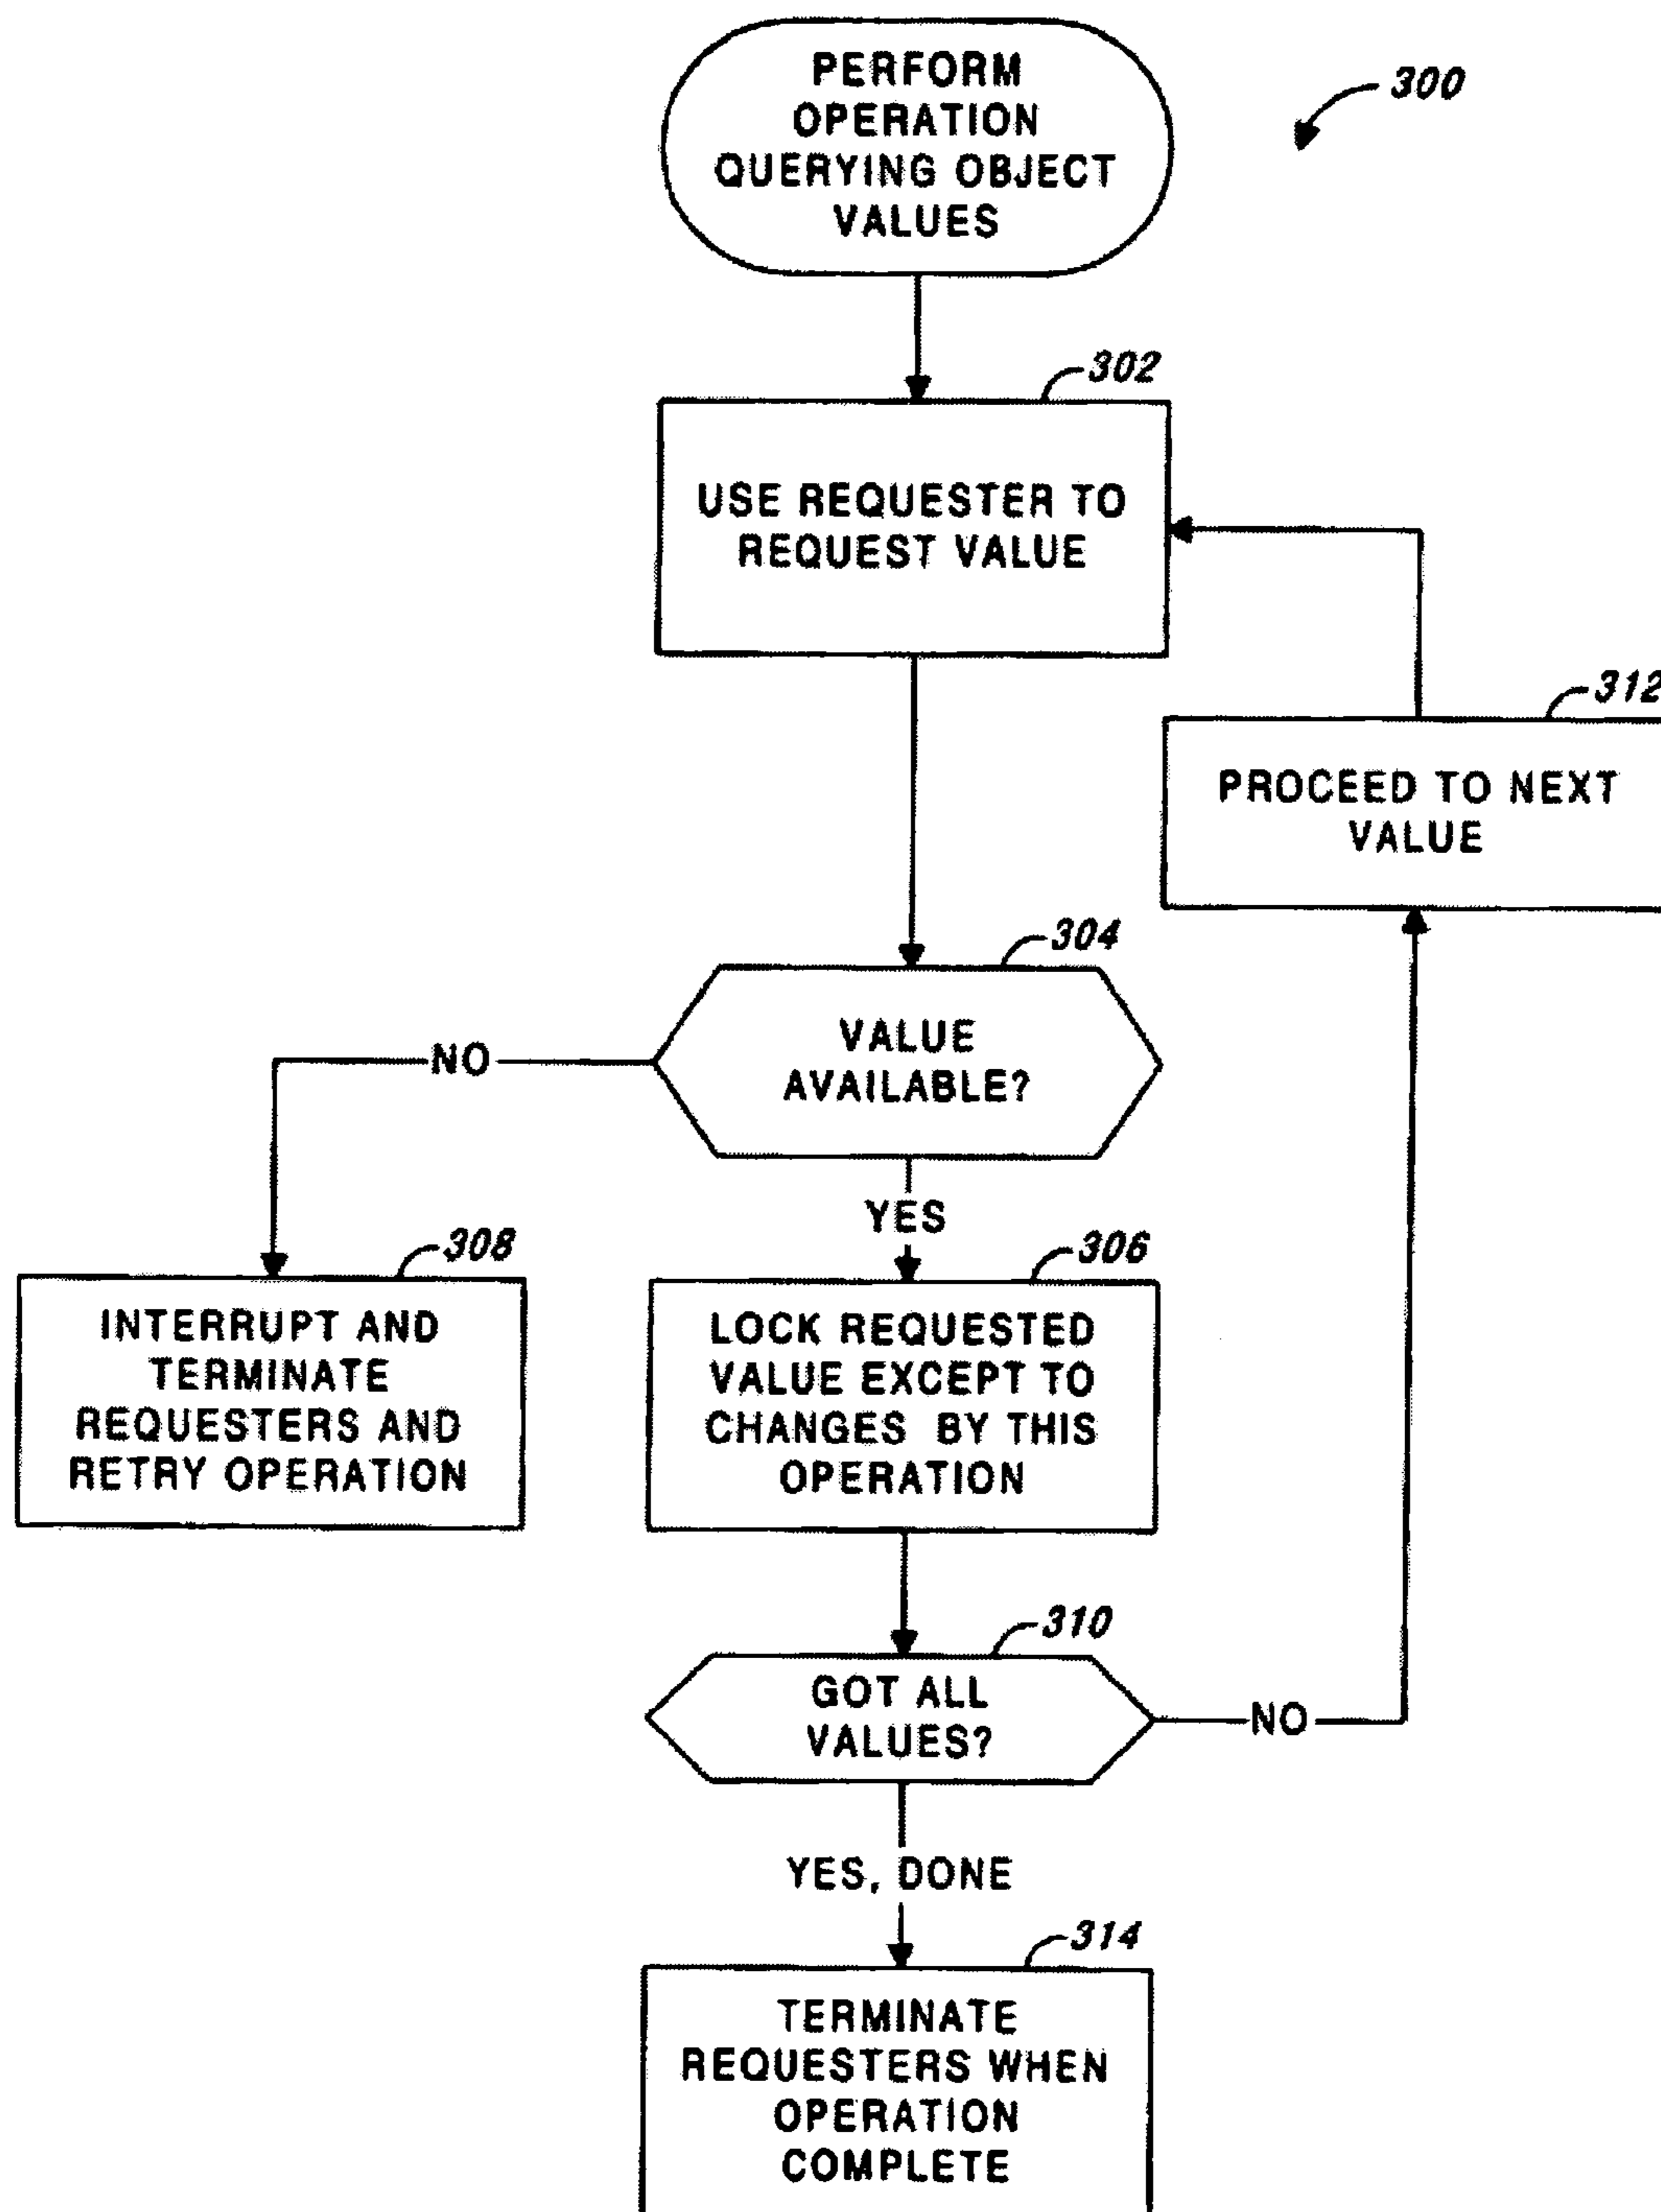 PERFORM
OPERATION
QUERYING OBJECT
VALUES
300
302
USE REQUESTER TO
REQUEST VALUE
312
PROCEED TO NEXT
VALUE
304
VALUE
AVAILABLE?
NO
YES
308
INTERRUPT AND
TERMINATE
REQUESTERS AND
RETRY OPERATION
306
LOCK REQUESTED
VALUE EXCEPT TO
CHANGES BY THIS
OPERATION
310
GOT ALL
VALUES?
NO
YES, DONE
314
TERMINATE
REQUESTERS WHEN
OPERATION
COMPLETE